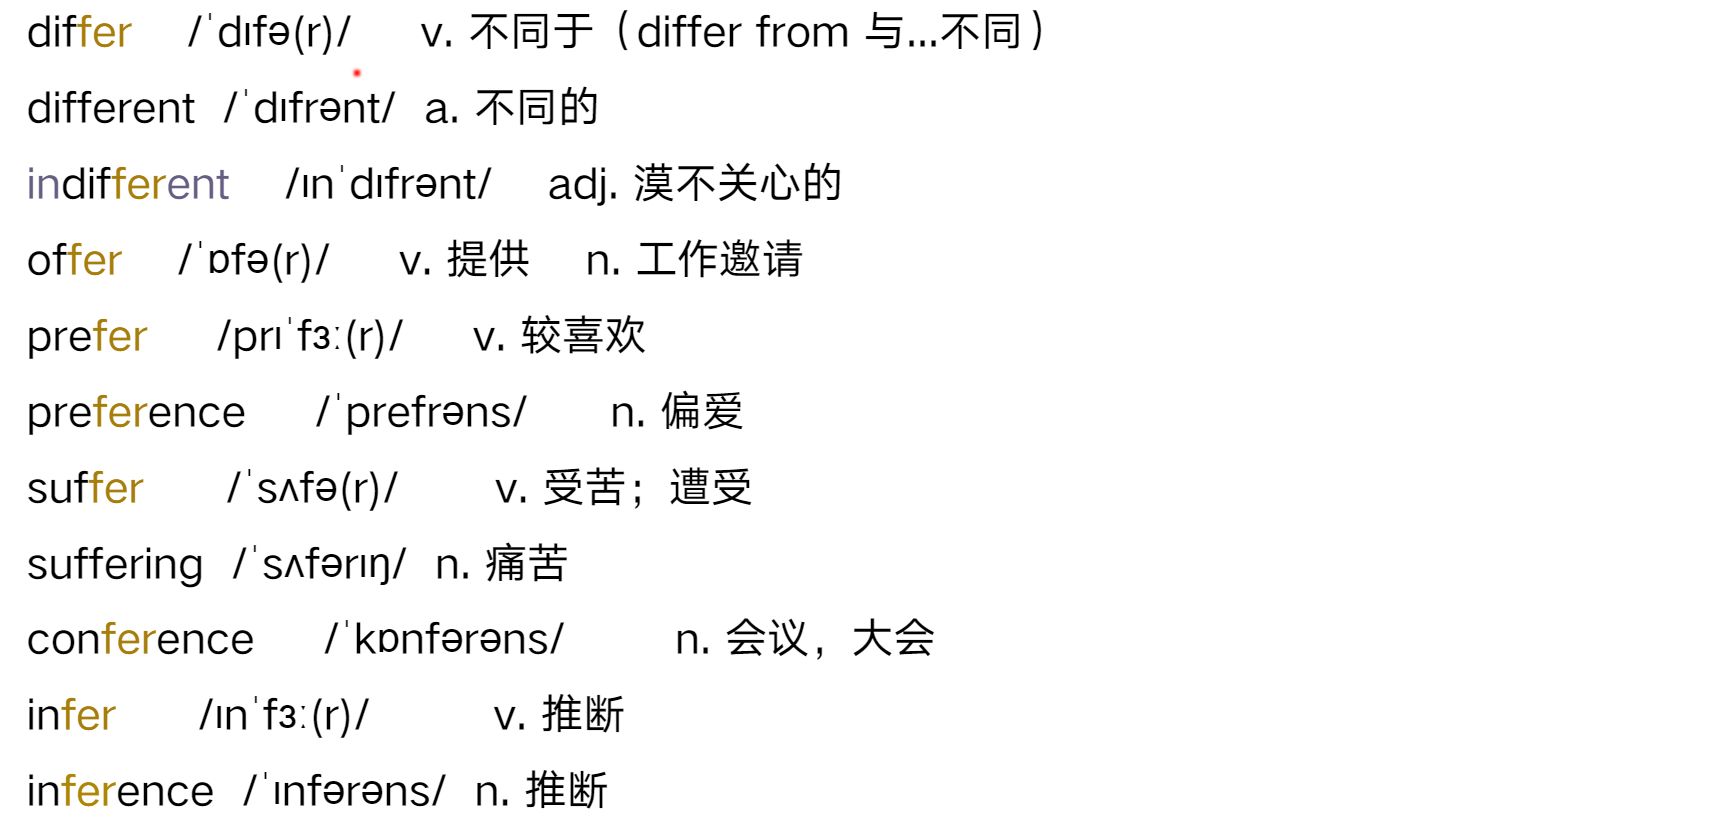 differ /ˈdɪfə(r)/ v. 不同于（differ from 与...不同）
different /ˈdɪfrənt/ a. 不同的
indifferent /ɪnˈdɪfrənt/ adj. 漠不关心的
offer /ˈɒfə(r)/ v. 提供 n. 工作邀请
prefer /prɪˈfɜː(r)/ v. 较喜欢
preference /ˈprefrəns/ n. 偏爱
suffer /ˈsʌfə(r)/ v. 受苦；遭受
suffering /ˈsʌfərɪŋ/ n. 痛苦
conference /ˈkɒnfərəns/ n. 会议，大会
infer /ɪnˈfɜː(r)/ v. 推断
inference /ˈɪnfərəns/ n. 推断